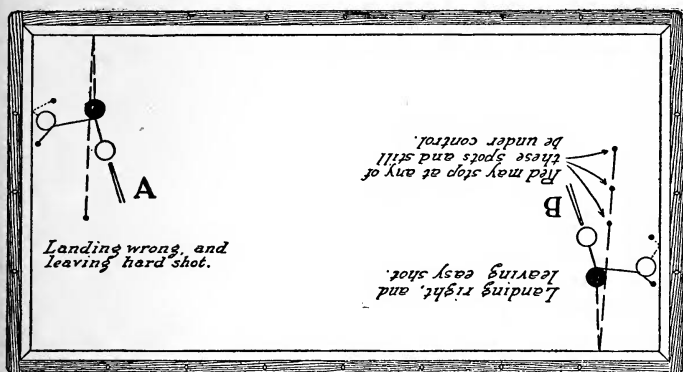 A
Landing wrong, and
leaving hard shot.
Red may stop at any of
these spots and still
be under control.
B
Landing right, and,
leaving easy shot.